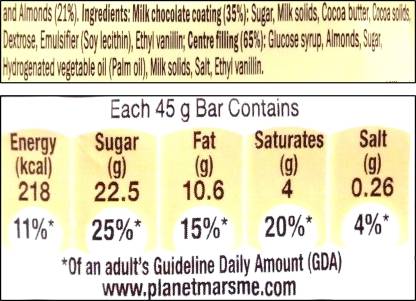 and Almonds (21%). Ingredients: Milk chocolate coating (35%): Sugar, Milk solids, Cocoa butter, Cocoa solids,
Dextrose, Emulsifier (Soy lecithin), Ethyl vanillin; Centre filling (65%): Glucose syrup, Almonds, Sugar,
Hydrogenated vegetable oil (Palm oil), Milk solids, Salt, Ethyl vanillin.
Each 45 g Bar Contains
Energy Sugar Fat Saturates Salt
(kcal) (g) (g) (g) (g)
218 22.5 10.6 4 0.26
11%* 25%* 15%* 20%* 4%*
*Of an adult's Guideline Daily Amount (GDA)
www.planetmarsme.com